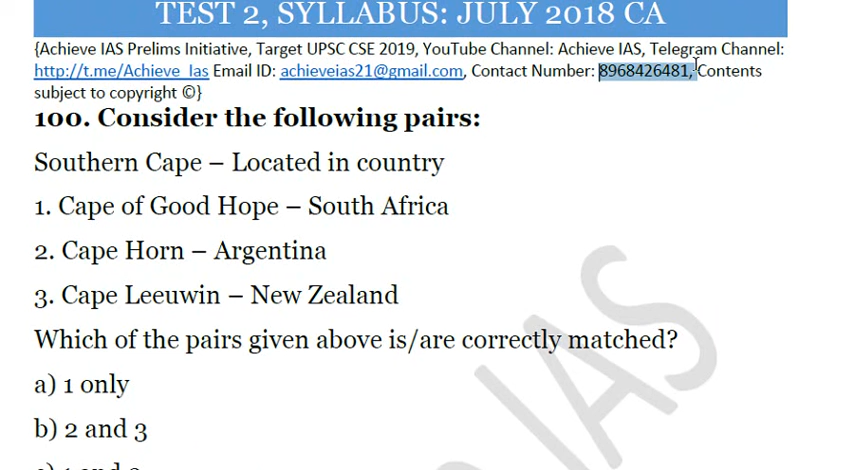 TEST 2, SYLLABUS: JULY 2018 CA
{Achieve IAS Prelims Initiative, Target UPSC CSE 2019, YouTube Channel: Achieve IAS, Telegram Channel:
http://t.me/Achieve_Ias Email ID: achieveias21@gmail.com, Contact Number: 8968426481, Contents
subject to copyright ©}
100. Consider the following pairs:
Southern Cape – Located in country
1. Cape of Good Hope – South Africa
2. Cape Horn – Argentina
3. Cape Leeuwin – New Zealand
Which of the pairs given above is/are correctly matched?
a) 1 only
b) 2 and 3
IAS